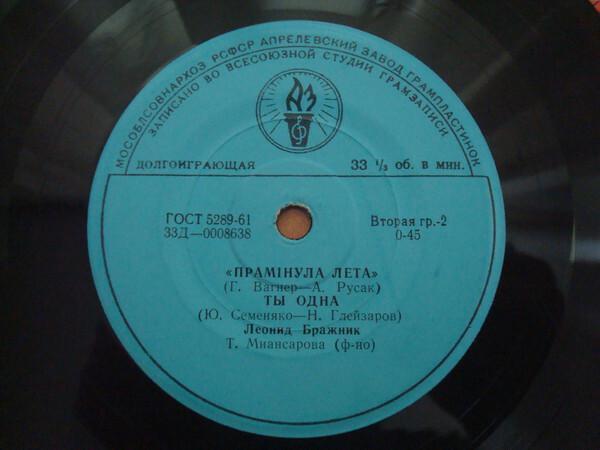 МОСОБЛСОВНАРХОЗ РСФСР АПРЕЛЕВСКИЙ ЗАВОД ГРАМПЛАСТИНОК
ЗАПИСАНО ВО ВСЕСОЮЗНОЙ СТУДИИ ГРАМЗАПИСИ
АЗ
ДОЛГОИГРАЮЩАЯ 33 ⅓ об. в мин.
ГОСТ 5289-61 Вторая гр.-2
33Д—0008638 0-45
«ПРАМІНУЛА ЛЕТА»
(Г. Вагнер—А. Русак)
ТЫ ОДНА
(Ю. Семеняко—Н. Глейзаров)
Леонид Бражник
Т. Миансарова (ф-но)